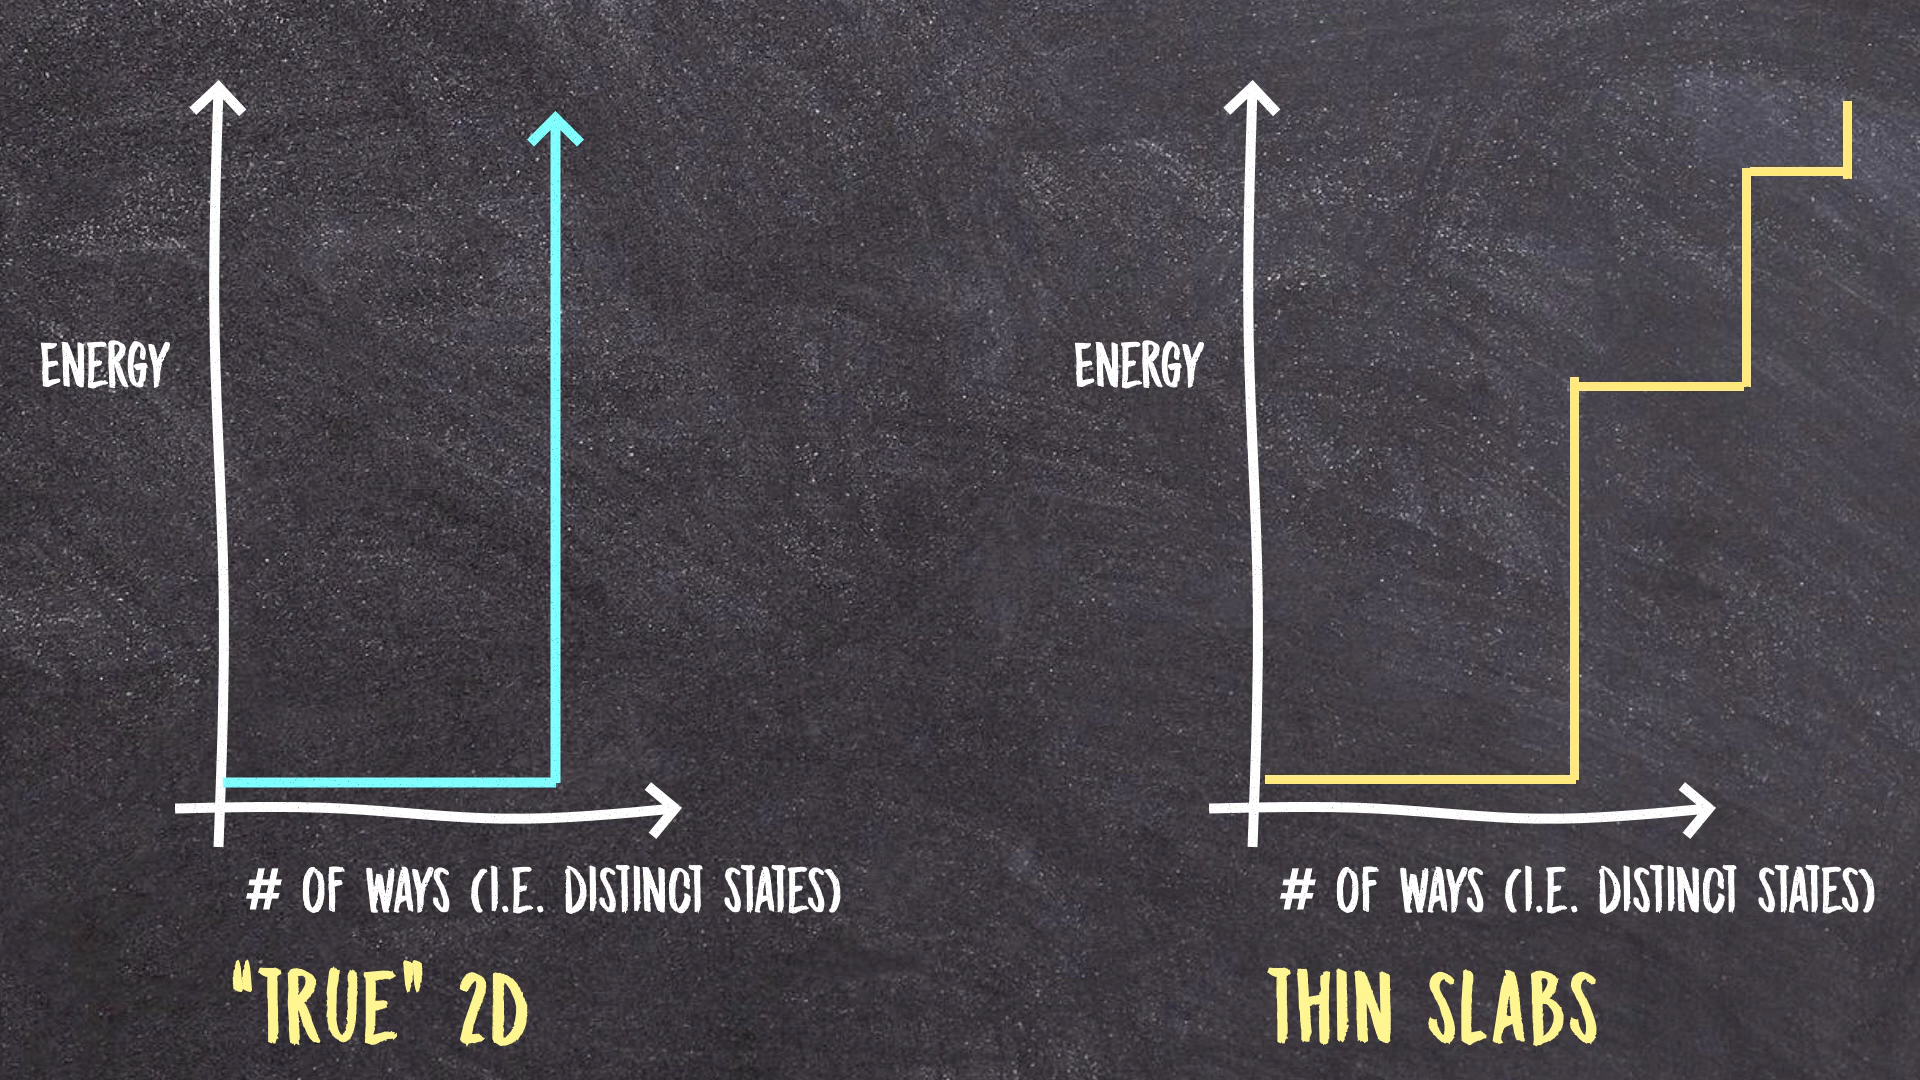 ENERGY
# OF WAYS (I.E. DISTINCT STATES)
"TRUE" 2D
ENERGY
# OF WAYS (I.E. DISTINCT STATES)
THIN SLABS